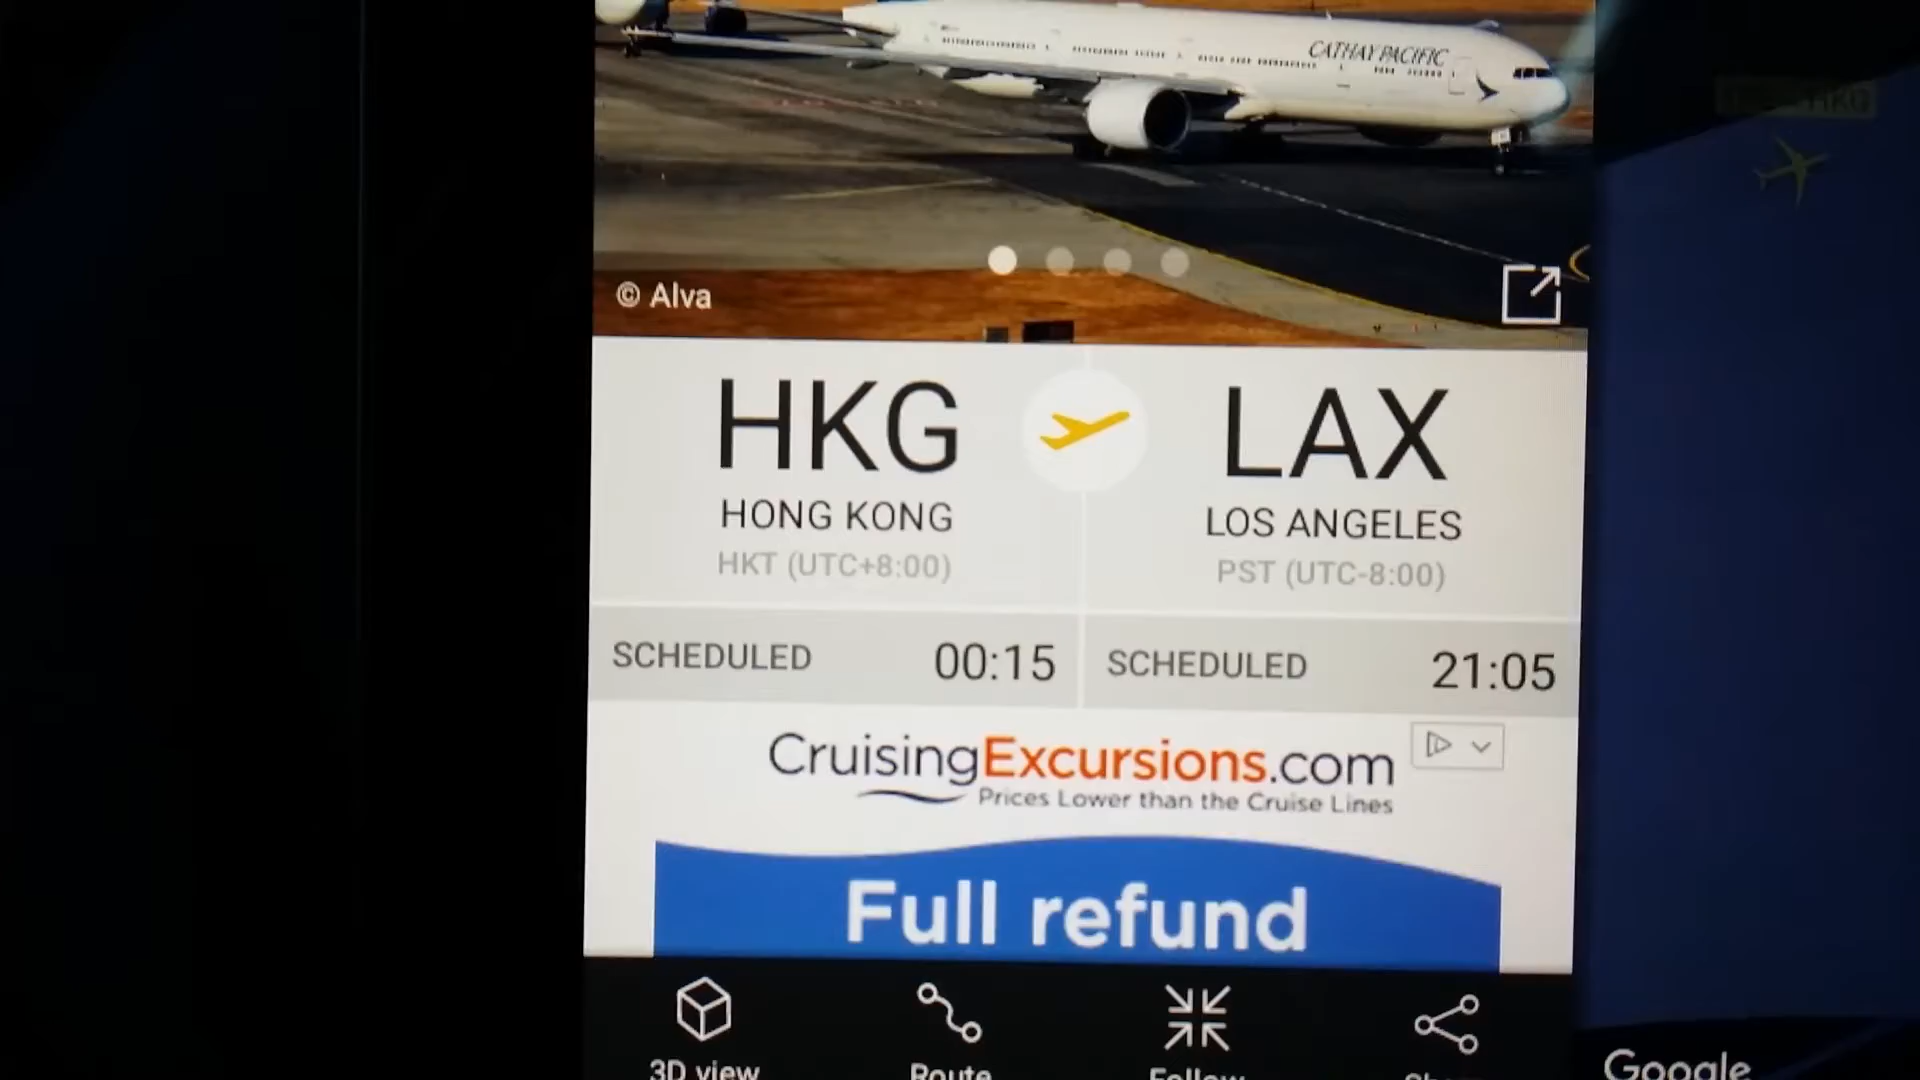 CATHAY PACIFIC
© Alva
HKG
LAX
HONG KONG
LOS ANGELES
HKT (UTC+8:00)
PST (UTC-8:00)
SCHEDULED 00:15
SCHEDULED 21:05
CruisingExcursions.com
Prices Lower than the Cruise Lines
Full refund
3D view
Route
Follow
Google